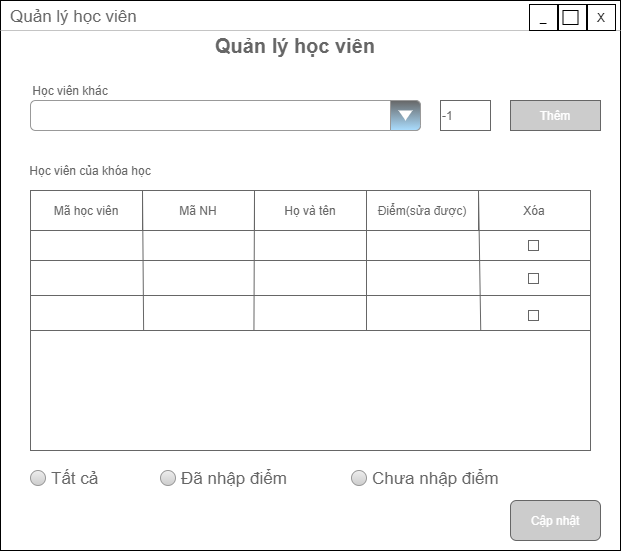 Quản lý học viên
_ X
Quản lý học viên
Học viên khác
-1 Thêm
Học viên của khóa học
Mã học viên Mã NH Họ và tên Điểm(sửa được) Xóa
Tất cả Đã nhập điểm Chưa nhập điểm
Cập nhật